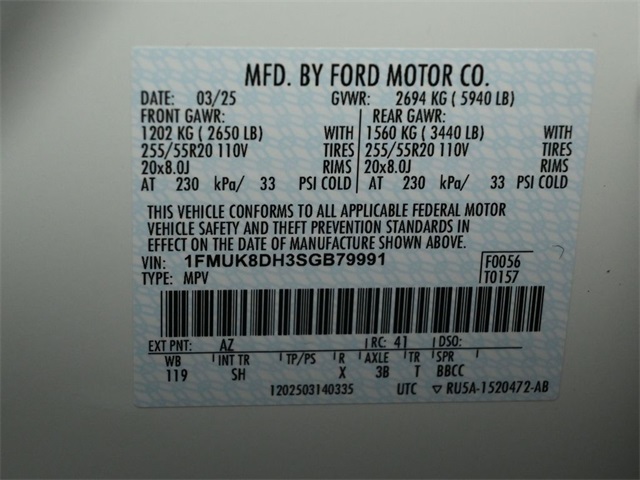 MFD. BY FORD MOTOR CO.
DATE: 03/25 GVWR: 2694 KG ( 5940 LB)
FRONT GAWR: REAR GAWR:
1202 KG ( 2650 LB) WITH 1560 KG ( 3440 LB) WITH
255/55R20 110V TIRES 255/55R20 110V TIRES
20x8.0J RIMS 20x8.0J RIMS
AT 230 kPa/ 33 PSI COLD AT 230 kPa/ 33 PSI COLD
THIS VEHICLE CONFORMS TO ALL APPLICABLE FEDERAL MOTOR
VEHICLE SAFETY AND THEFT PREVENTION STANDARDS IN
EFFECT ON THE DATE OF MANUFACTURE SHOWN ABOVE.
VIN: 1FMUK8DH3SGB79991 F0056
TYPE: MPV T0157
EXT PNT: AZ RC: 41 DSO:
WB INT TR TP/PS R AXLE TR SPR
119 SH X 3B T BBCC
1202503140335 UTC ▽ RU5A-1520472-AB